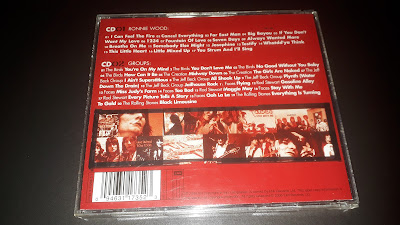 CD RONNIE WOOD:
I Can Feel The Fire Cancel Everything Far East Man Big Bayou If You Don't
Want My Love 1234 Fountain Of Love Seven Days Always Wanted More
Breathe On Me Somebody Else Might Josephine Testify Whadd'ya Think
This Little Heart Little Mixed Up You Strum And I'll Sing
CD GROUPS:
The Birds You're On My Mind The Birds You Don't Love Me The Birds No Good Without You Baby
The Birds How Can It Be The Creation Midway Down The Creation The Girls Are Naked The Jeff Beck
Group I Ain't Superstitious The Jeff Beck Group All Shook Up The Jeff Beck Group Plynth (Water
Down The Drain) The Jeff Beck Group Jailhouse Rock Faces Flying Rod Stewart Gasoline Alley
Faces Miss Judy's Farm Faces Too Bad Rod Stewart Maggie May Faces Stay With Me
Rod Stewart Every Picture Tells A Story Faces Ooh La La The Rolling Stones Everything Is Turning
To Gold The Rolling Stones Black Limousine